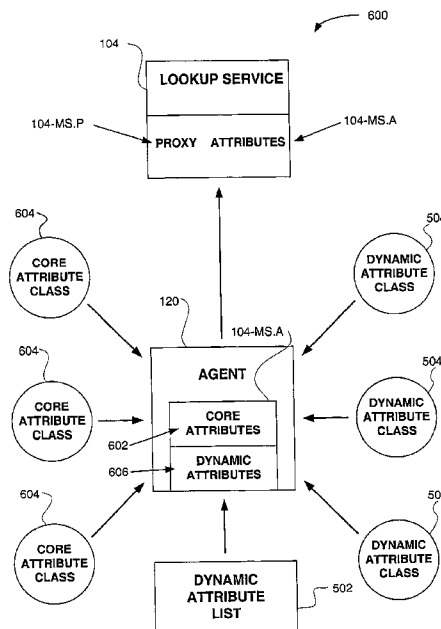 600
104
LOOKUP SERVICE
104-MS.P
104-MS.A
PROXY ATTRIBUTES
604
CORE
ATTRIBUTE
CLASS
504
DYNAMIC
ATTRIBUTE
CLASS
120
104-MS.A
AGENT
604
CORE
ATTRIBUTE
CLASS
CORE
ATTRIBUTES
602
DYNAMIC
ATTRIBUTES
606
504
DYNAMIC
ATTRIBUTE
CLASS
604
CORE
ATTRIBUTE
CLASS
50
DYNAMIC
ATTRIBUTE
CLASS
DYNAMIC
ATTRIBUTE
LIST
502